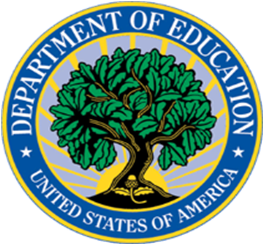 DEPARTMENT OF EDUCATION
UNITED STATES OF AMERICA